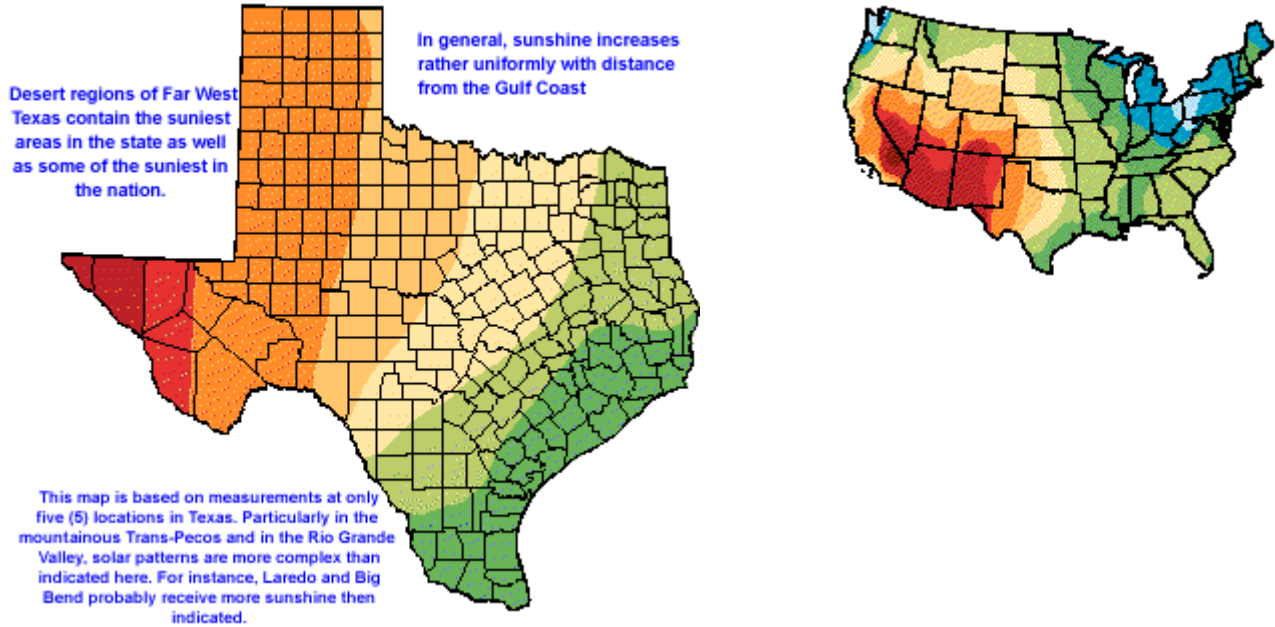 Desert regions of Far West
Texas contain the suniest
areas in the state as well
as some of the suniest in
the nation.
In general, sunshine increases
rather uniformly with distance
from the Gulf Coast
This map is based on measurements at only
five (5) locations in Texas. Particularly in the
mountainous Trans-Pecos and in the Rio Grande
Valley, solar patterns are more complex than
indicated here. For instance, Laredo and Big
Bend probably receive more sunshine then
indicated.